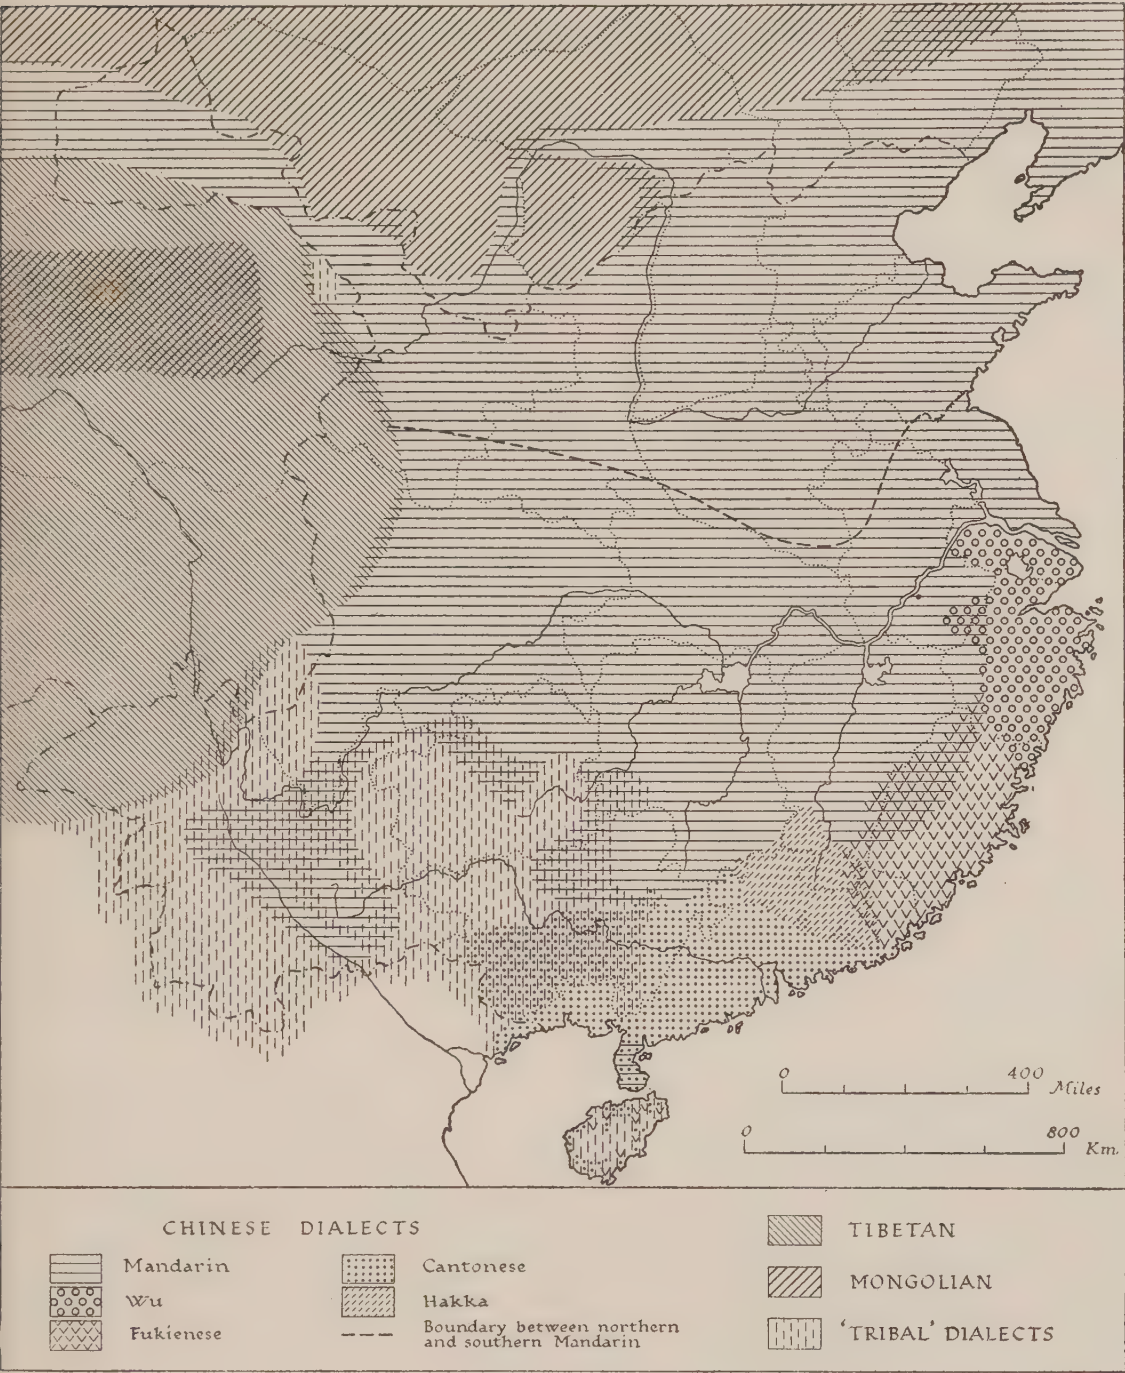 0 400 Miles
0 800 Km.
CHINESE DIALECTS
Mandarin
Wu
Fukienese
Cantonese
Hakka
Boundary between northern
and southern Mandarin
TIBETAN
MONGOLIAN
'TRIBAL' DIALECTS